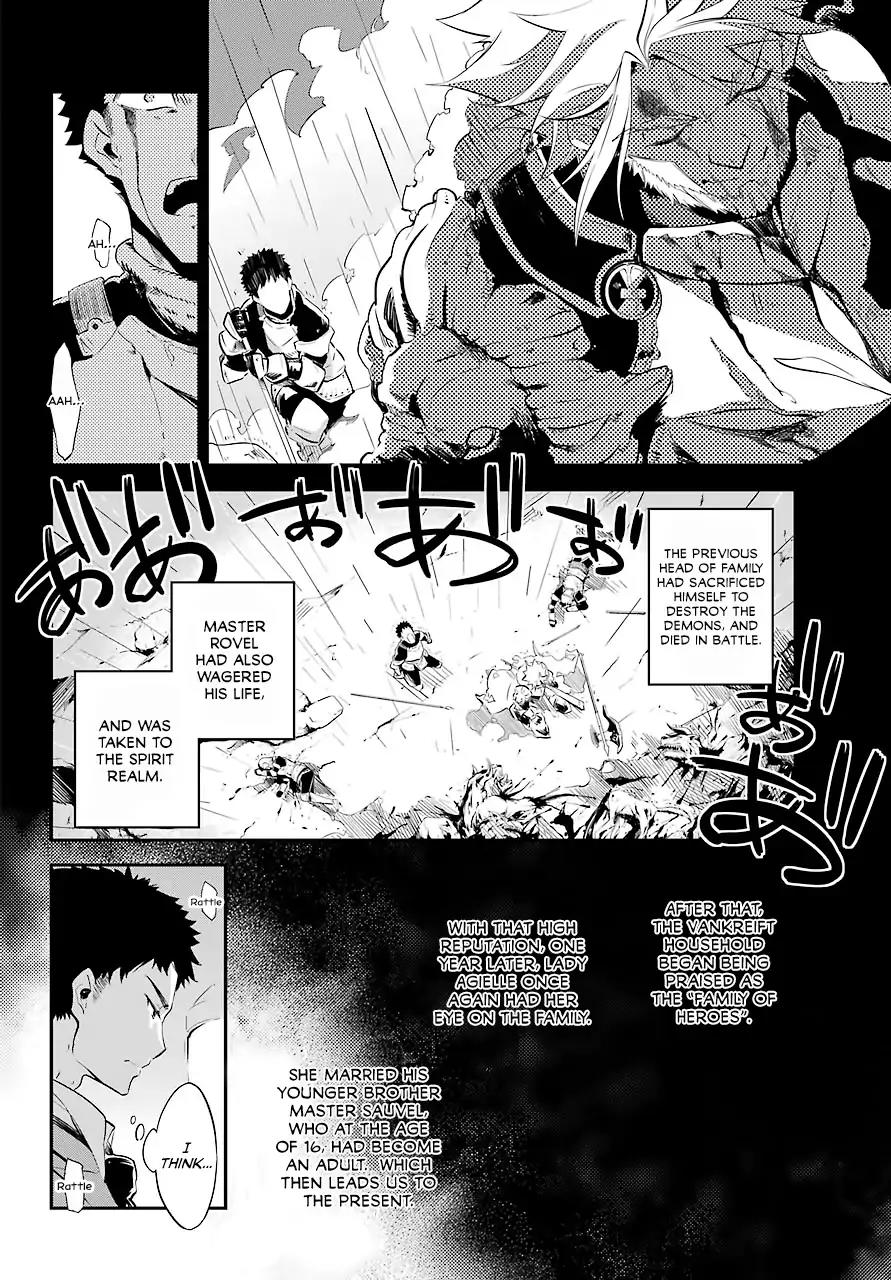 AH...
AAH...
THE PREVIOUS
HEAD OF FAMILY
HAD SACRIFICED
HIMSELF TO
DESTROY THE
DEMONS, AND
DIED IN BATTLE.
MASTER
ROVEL
HAD ALSO
WAGERED
HIS LIFE,
AND WAS
TAKEN TO
THE SPIRIT
REALM.
あ゛あ゛あ゛あ゛あ゛あ゛あ゛
AFTER THAT,
THE VANKREIFT
HOUSEHOLD
BEGAN BEING
PRAISED AS
THE "FAMILY OF
HEROES".
WITH THAT HIGH
REPUTATION, ONE
YEAR LATER, LADY
AGIELLE ONCE
AGAIN HAD HER
EYE ON THE FAMILY.
SHE MARRIED HIS
YOUNGER BROTHER
MASTER SAUVEL,
WHO AT THE AGE
OF 16, HAD BECOME
AN ADULT. WHICH
THEN LEADS US TO
THE PRESENT.
Rattle
I
THINK...
Rattle